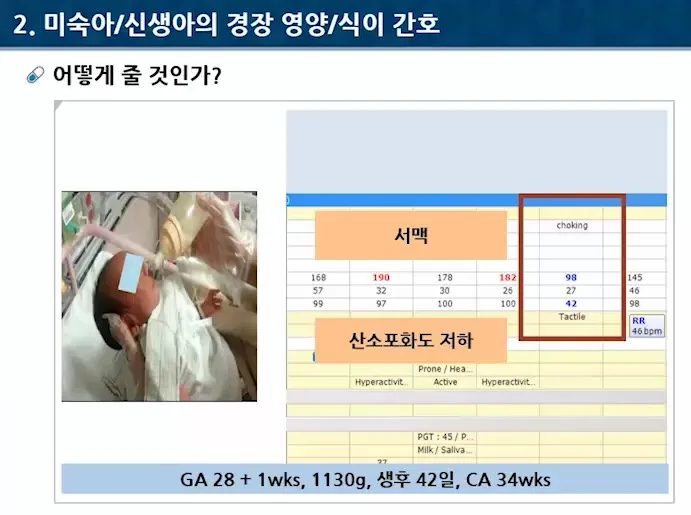 2. 미숙아/신생아의 경장 영양/식이 간호
어떻게 줄 것인가?
choking
서맥
168 190 178 182 98 145
57 32 30 26 27 46
99 97 100 100 42 98
Tactile
RR
46 bpm
산소포화도 저하
Prone / Hea...
Hyperactivit... Active Hyperactivit...
PGT : 45 / P...
Milk / Saliva...
37
GA 28 + 1wks, 1130g, 생후 42일, CA 34wks